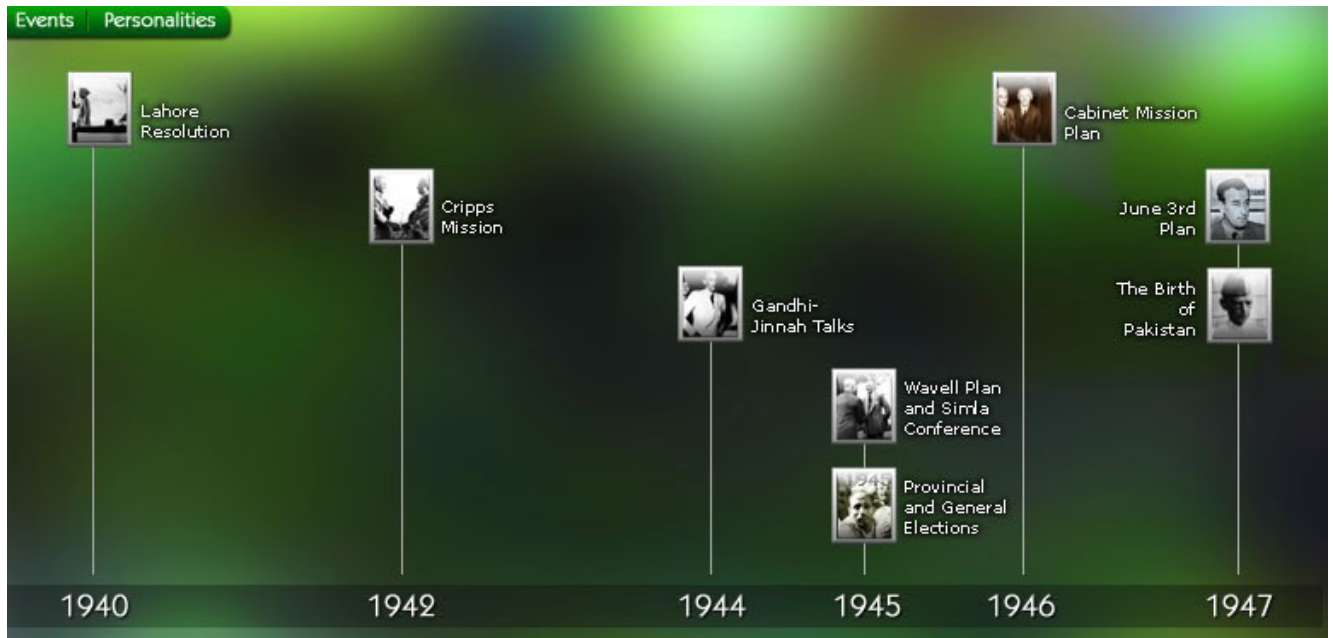 Events Personalities
Lahore
Resolution
Cripps
Mission
Gandhi-
Jinnah Talks
Wavell Plan
and Simla
Conference
1945
Provincial
and General
Elections
Cabinet Mission
Plan
June 3rd
Plan
The Birth
of
Pakistan
1940 1942 1944 1945 1946 1947